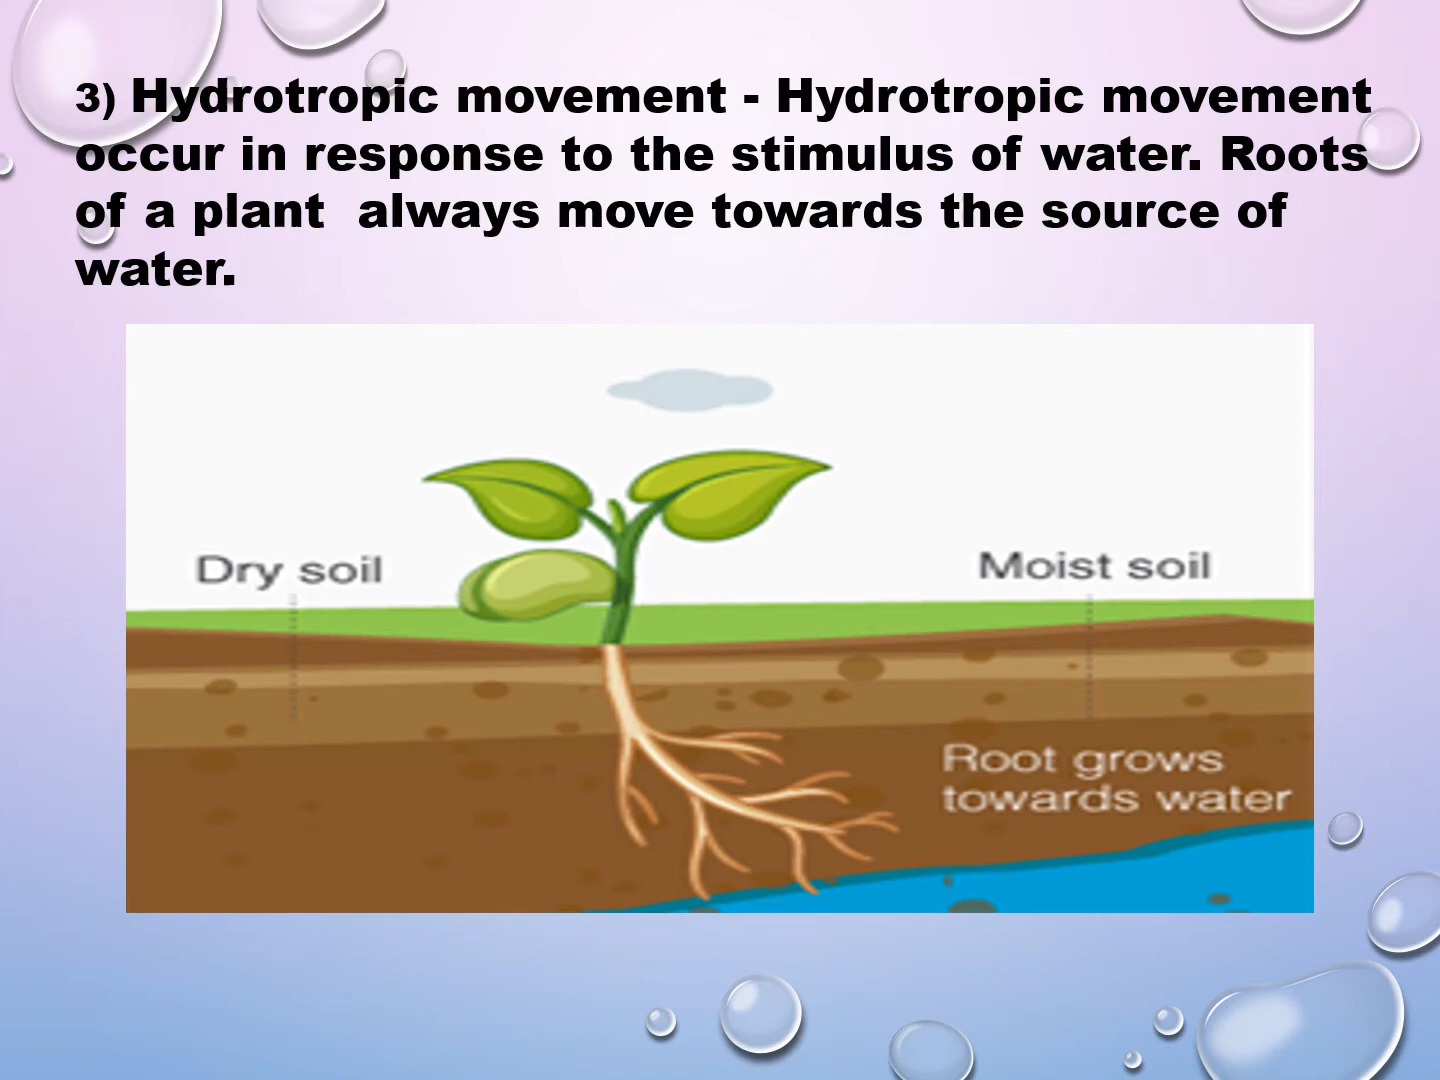 3) Hydrotropic movement - Hydrotropic movement
occur in response to the stimulus of water. Roots
of a plant  always move towards the source of
water.
Dry soil
Moist soil
Root grows
towards water